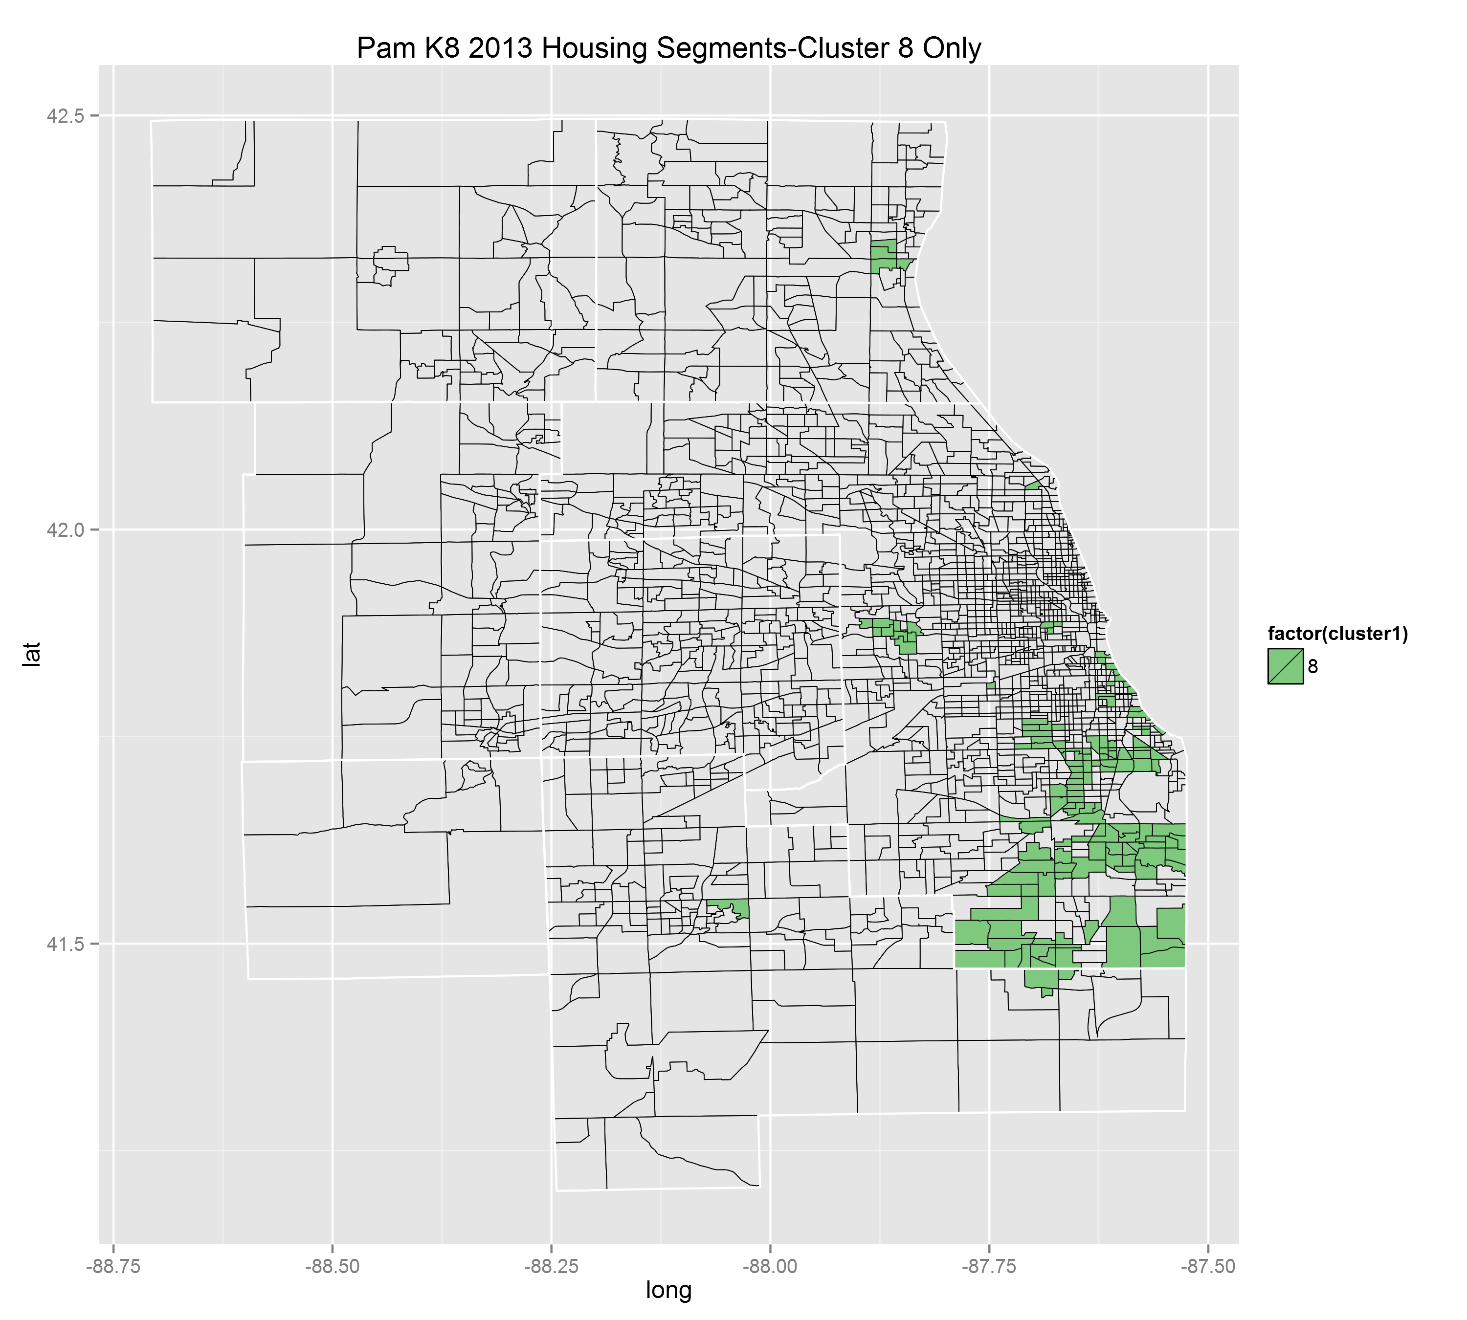 Pam K8 2013 Housing Segments-Cluster 8 Only
42.5
42.0
41.5
lat
-88.75
-88.50
-88.25
-88.00
-87.75
-87.50
long
factor(cluster1)
8